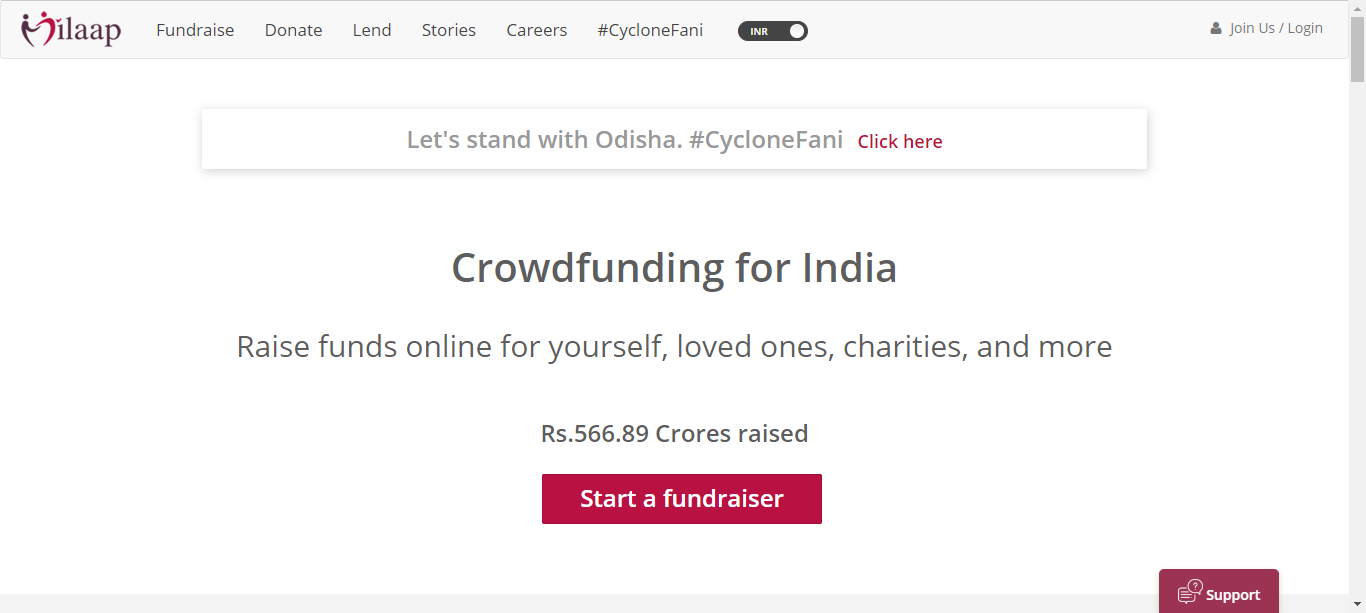 Milaap
Fundraise Donate Lend Stories Careers #CycloneFani INR Join Us / Login
Let's stand with Odisha. #CycloneFani Click here
Crowdfunding for India
Raise funds online for yourself, loved ones, charities, and more
Rs.566.89 Crores raised
Start a fundraiser
? Support